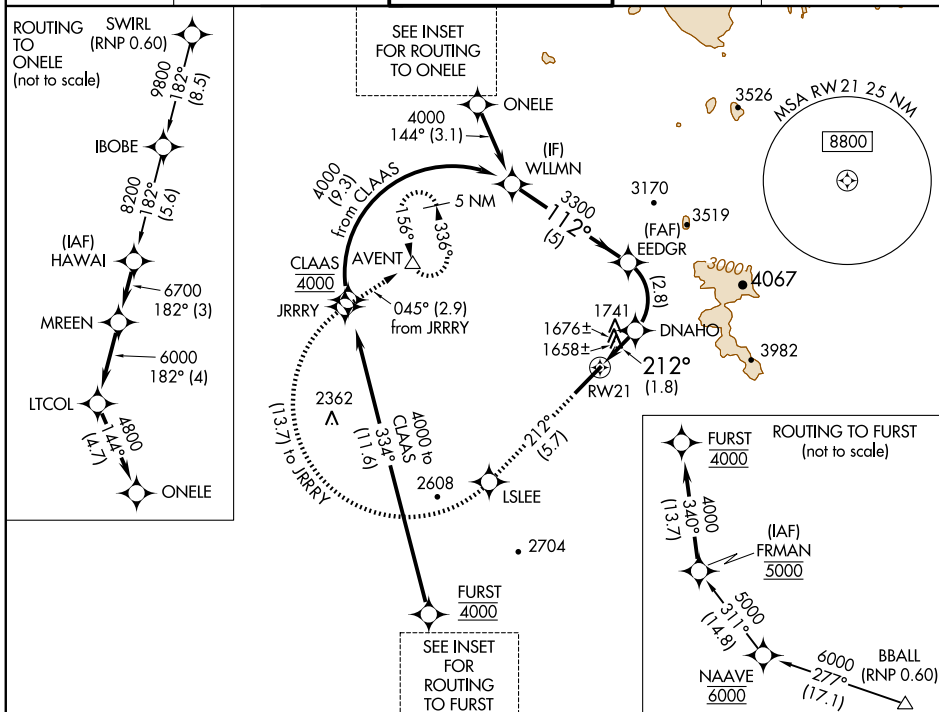 ROUTING
TO
ONELE
(not to scale)
SWIRL
(RNP 0.60)
9800
182°
(8.5)
IBOBE
8200
182°
(5.6)
(IAF)
HAWAI
6700
182° (3)
MREEN
6000
182° (4)
LTCOL
4800
144°
(4.7)
ONELE
SEE INSET
FOR ROUTING
TO ONELE
ONELE
4000
144° (3.1)
(IF)
WLLMN
4000
(9.3)
from CLAAS
5 NM
156°
336°
AVENT
CLAAS
4000
JRRRY
045° (2.9)
from JRRRY
3300
112°
(5)
(FAF)
EEDGR
(2.8)
3170
3519
3526
3000
4067
3982
1741
1676±
1658±
DNAHO
212°
(1.8)
RW21
212°
(5.7)
LSLEE
2362
(13.7) to JRRRY
4000 to
CLAAS
334°
(11.6)
2608
2704
FURST
4000
SEE INSET
FOR
ROUTING
TO FURST
MSA RW21 25 NM
8800
ROUTING TO FURST
(not to scale)
FURST
4000
4000
340°
(13.7)
(IAF)
FRMAN
5000
5000
311°
(14.8)
NAAVE
6000
6000
277°
(17.1)
BBALL
(RNP 0.60)